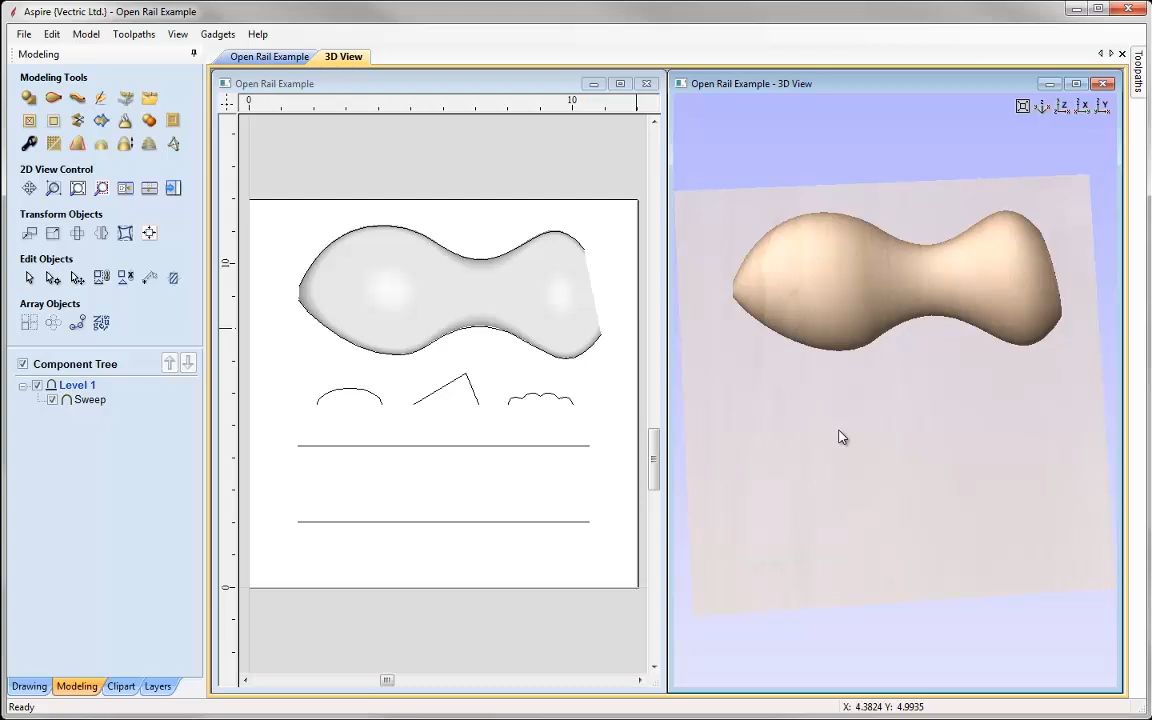 Aspire {Vectric Ltd.} - Open Rail Example
File Edit Model Toolpaths View Gadgets Help
Modeling
Open Rail Example 3D View
Toolpaths
Modeling Tools
2D View Control
Transform Objects
Edit Objects
Array Objects
Component Tree
Level 1
Sweep
Open Rail Example
0 10
10
0
Open Rail Example - 3D View
Z X Y
Drawing Modeling Clipart Layers
Ready
X: 4.3824 Y: 4.9935